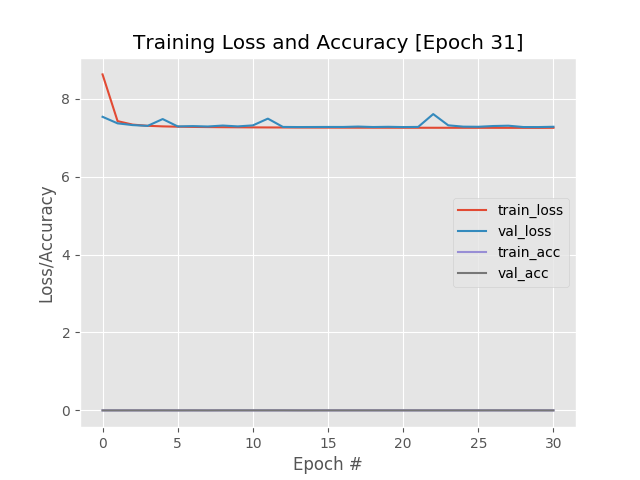 Training Loss and Accuracy [Epoch 31]
8
6
4
2
0
Loss/Accuracy
train_loss
val_loss
train_acc
val_acc
0 5 10 15 20 25 30
Epoch #